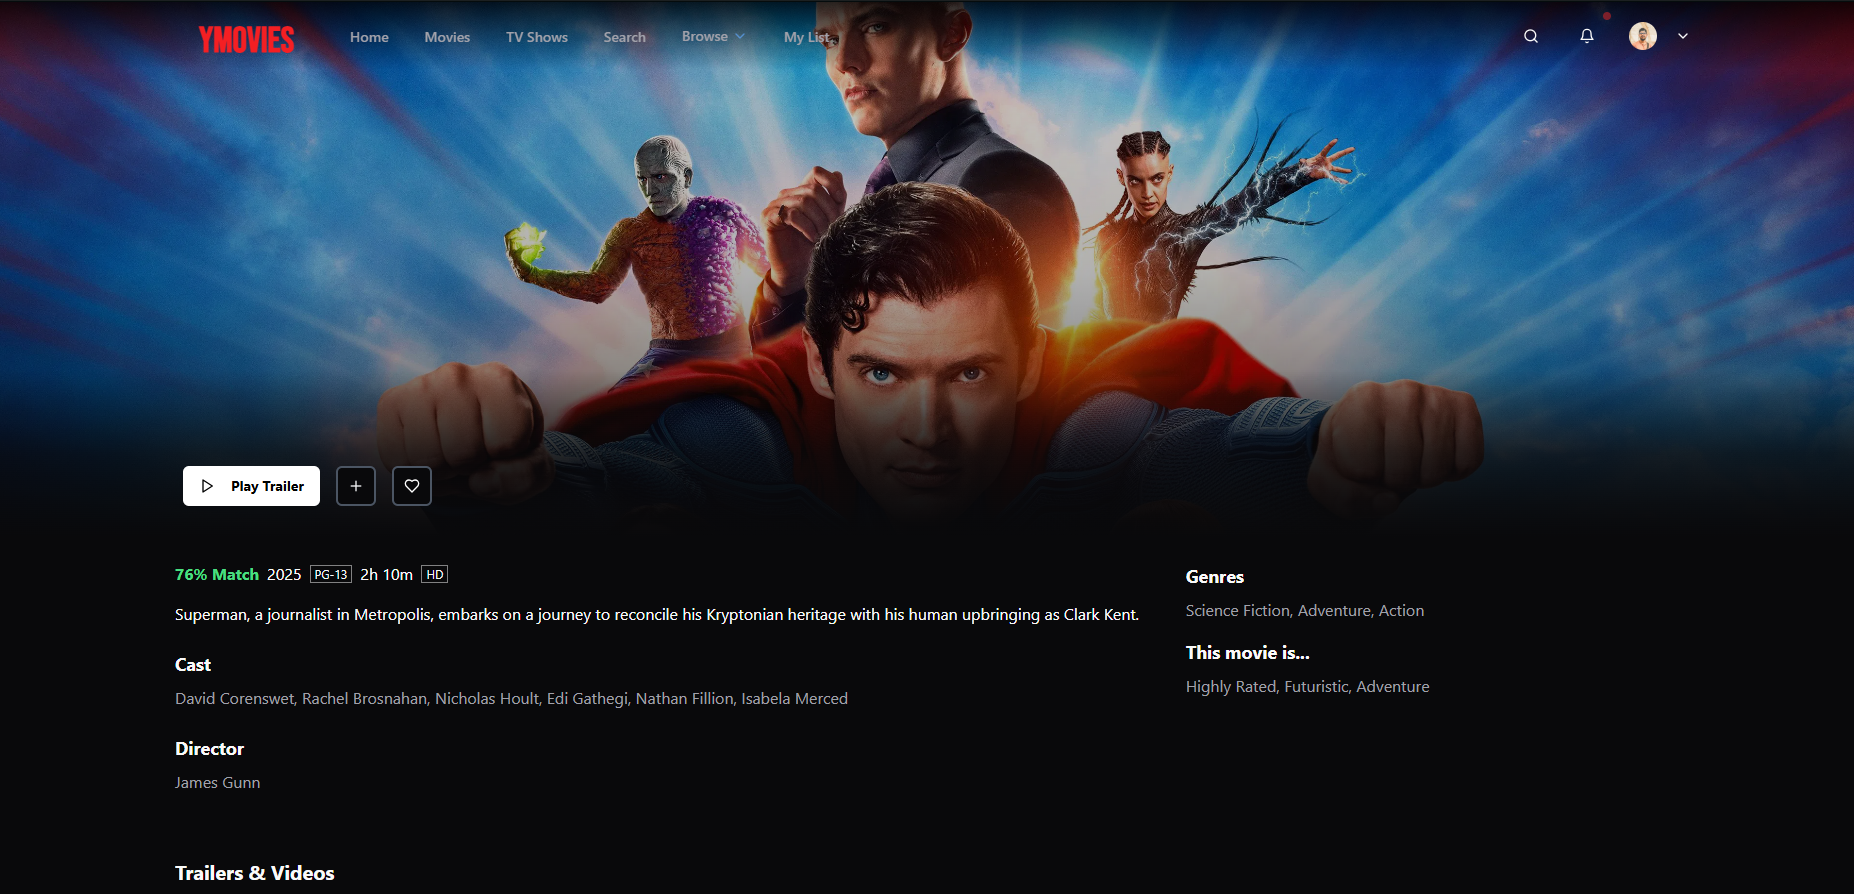 YMOVIES
Home Movies TV Shows Search Browse My List
Play Trailer
76% Match 2025 PG-13 2h 10m HD
Superman, a journalist in Metropolis, embarks on a journey to reconcile his Kryptonian heritage with his human upbringing as Clark Kent.
Cast
David Corenswet, Rachel Brosnahan, Nicholas Hoult, Edi Gathegi, Nathan Fillion, Isabela Merced
Director
James Gunn
Genres
Science Fiction, Adventure, Action
This movie is...
Highly Rated, Futuristic, Adventure
Trailers & Videos